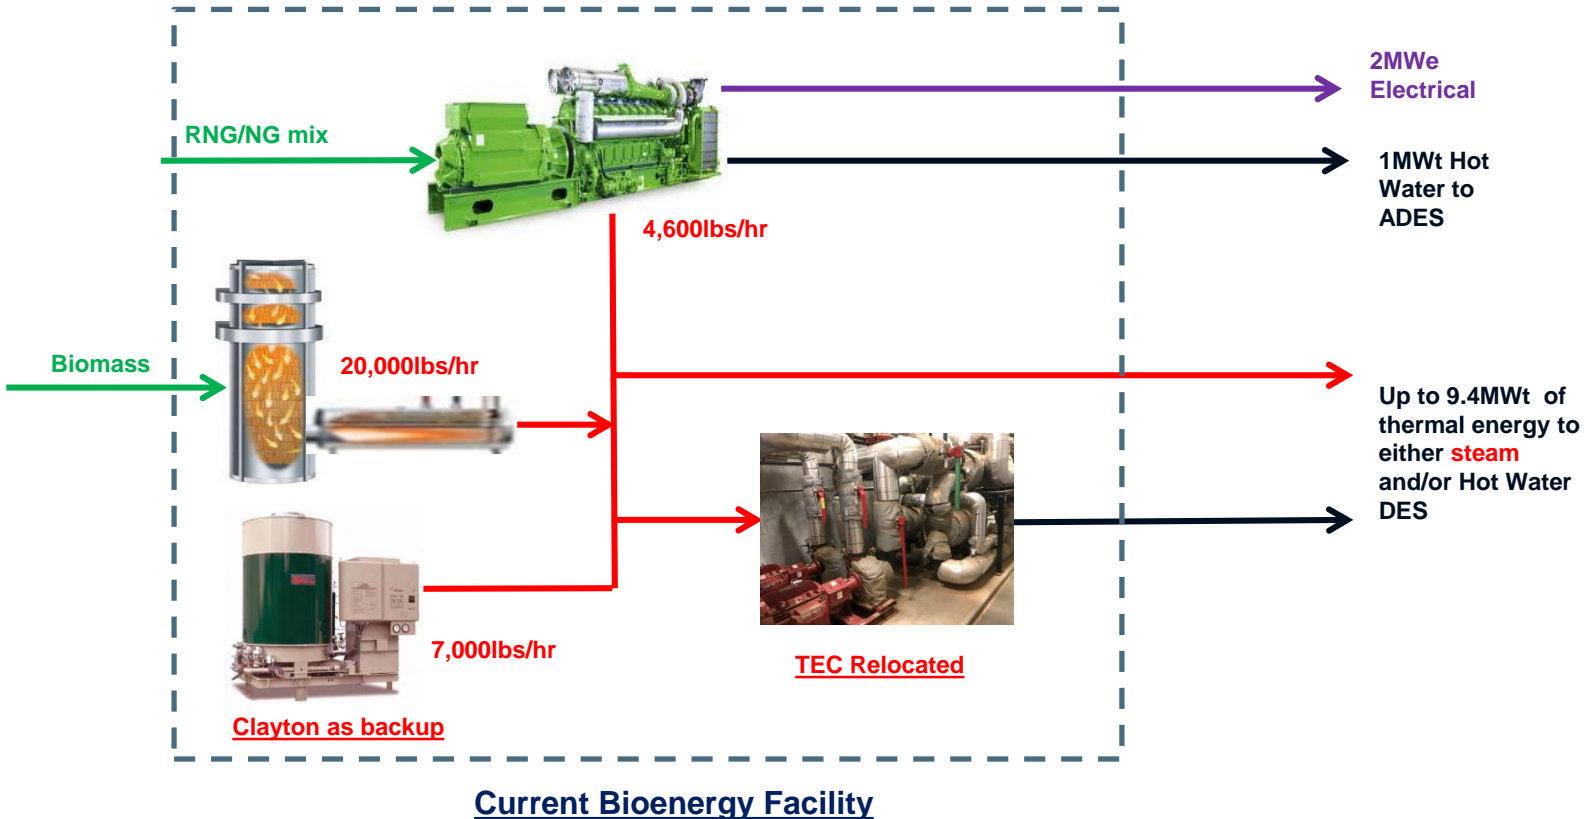 2MWe
Electrical
RNG/NG mix
1MWt Hot
Water to
ADES
4,600lbs/hr
Biomass
20,000lbs/hr
Up to 9.4MWt of
thermal energy to
either steam
and/or Hot Water
DES
7,000lbs/hr
TEC Relocated
Clayton as backup
Current Bioenergy Facility